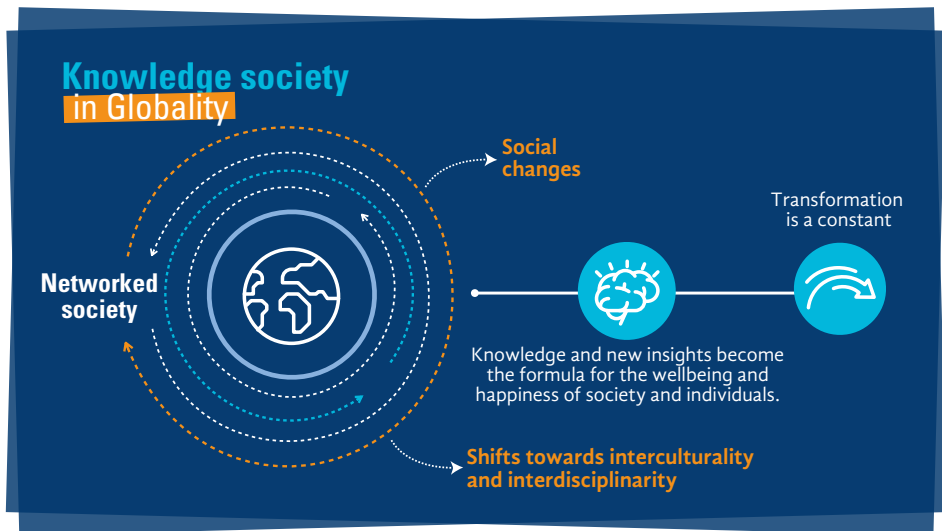 Knowledge society
in Globality
Social
changes
Transformation
is a constant
Networked
society
Knowledge and new insights become
the formula for the wellbeing and
happiness of society and individuals.
Shifts towards interculturality
and interdisciplinarity